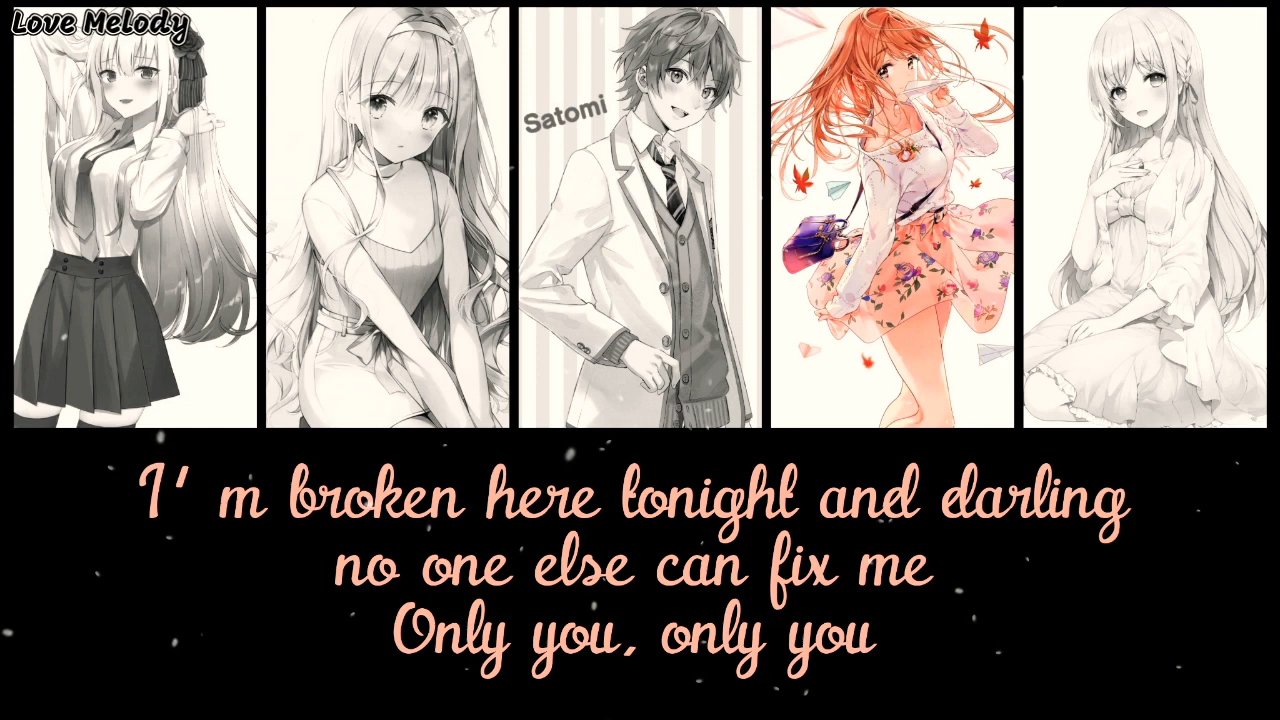 Love Melody
Satomi
I'm broken here tonight and darling
no one else can fix me
Only you, only you